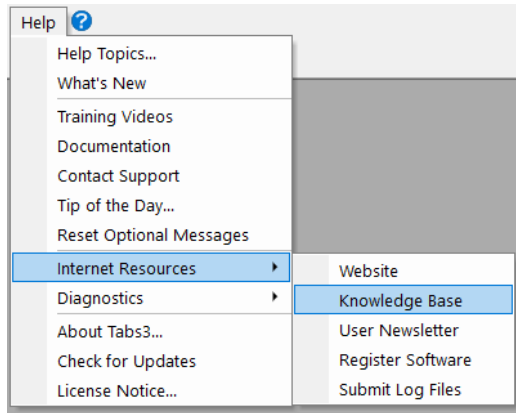 Help
Help Topics...
What's New
Training Videos
Documentation
Contact Support
Tip of the Day...
Reset Optional Messages
Internet Resources
Diagnostics
About Tabs3...
Check for Updates
License Notice...
Website
Knowledge Base
User Newsletter
Register Software
Submit Log Files